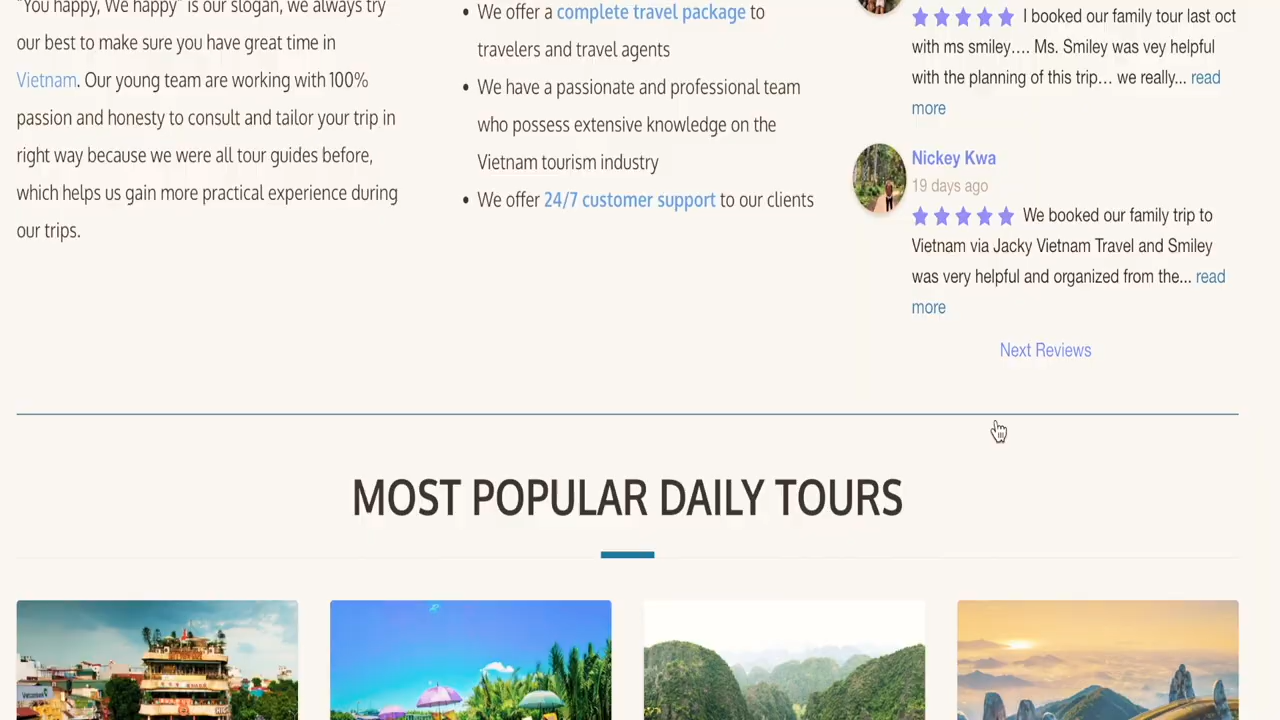 "You happy, We happy" is our slogan, we always try
our best to make sure you have great time in
Vietnam. Our young team are working with 100%
passion and honesty to consult and tailor your trip in
right way because we were all tour guides before,
which helps us gain more practical experience during
our trips.
• We offer a complete travel package to
travelers and travel agents
• We have a passionate and professional team
who possess extensive knowledge on the
Vietnam tourism industry
• We offer 24/7 customer support to our clients
I booked our family tour last oct
with ms smiley.... Ms. Smiley was vey helpful
with the planning of this trip... we really... read
more
Nickey Kwa
19 days ago
We booked our family trip to
Vietnam via Jacky Vietnam Travel and Smiley
was very helpful and organized from the... read
more
Next Reviews
MOST POPULAR DAILY TOURS